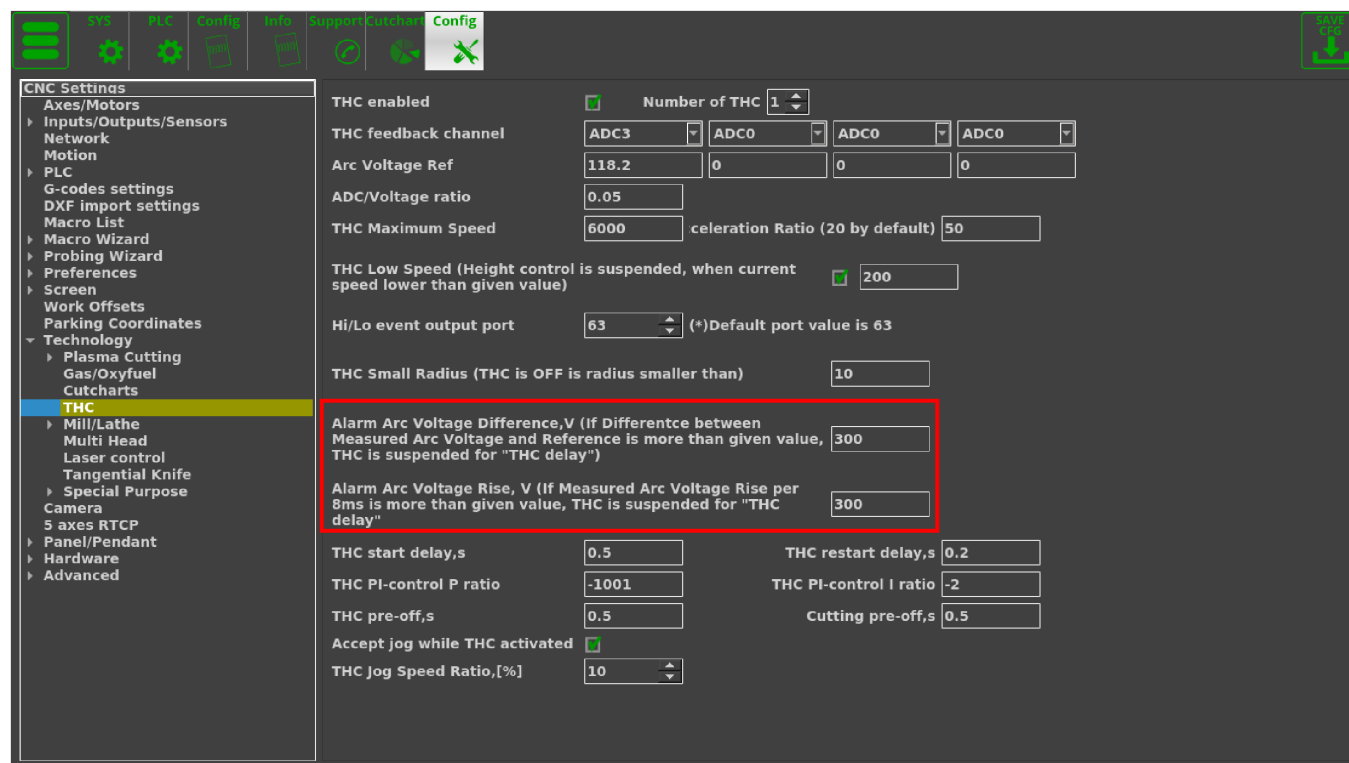 SYS PLC Config Info Support Cutchart Config SAVE
CFG
CNC Settings
Axes/Motors
Inputs/Outputs/Sensors
Network
Motion
PLC
G-codes settings
DXF import settings
Macro List
Macro Wizard
Probing Wizard
Preferences
Screen
Work Offsets
Parking Coordinates
Technology
Plasma Cutting
Gas/Oxyfuel
Cutcharts
THC
Mill/Lathe
Multi Head
Laser control
Tangential Knife
Special Purpose
Camera
5 axes RTCP
Panel/Pendant
Hardware
Advanced
THC enabled Number of THC 1
THC feedback channel ADC3 ADC0 ADC0 ADC0
Arc Voltage Ref 118.2 0 0 0
ADC/Voltage ratio 0.05
THC Maximum Speed 6000 celeration Ratio (20 by default) 50
THC Low Speed (Height control is suspended, when current
speed lower than given value) 200
Hi/Lo event output port 63 (*)Default port value is 63
THC Small Radius (THC is OFF is radius smaller than) 10
Alarm Arc Voltage Difference,V (If Differentce between
Measured Arc Voltage and Reference is more than given value, 300
THC is suspended for "THC delay")
Alarm Arc Voltage Rise, V (If Measured Arc Voltage Rise per
8ms is more than given value, THC is suspended for "THC 300
delay"
THC start delay,s 0.5 THC restart delay,s 0.2
THC PI-control P ratio -1001 THC PI-control I ratio -2
THC pre-off,s 0.5 Cutting pre-off,s 0.5
Accept jog while THC activated
THC Jog Speed Ratio,[%] 10